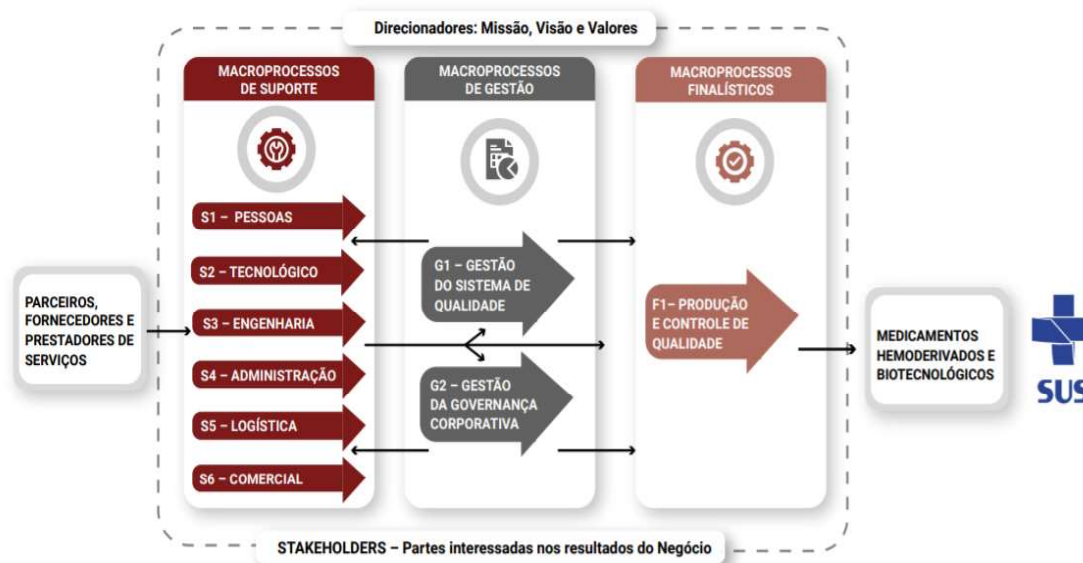 Direcionadores: Missão, Visão e Valores
MACROPROCESSOS
DE SUPORTE
S1 – PESSOAS
S2 – TECNOLÓGICO
S3 – ENGENHARIA
S4 – ADMINISTRAÇÃO
S5 – LOGÍSTICA
S6 – COMERCIAL
MACROPROCESSOS
DE GESTÃO
G1 – GESTÃO
DO SISTEMA DE
QUALIDADE
G2 – GESTÃO
DA GOVERNANÇA
CORPORATIVA
MACROPROCESSOS
FINALÍSTICOS
F1– PRODUÇÃO
E CONTROLE DE
QUALIDADE
PARCEIROS,
FORNECEDORES E
PRESTADORES DE
SERVIÇOS
MEDICAMENTOS
HEMODERIVADOS E
BIOTECNOLÓGICOS
SUS
STAKEHOLDERS – Partes interessadas nos resultados do Negócio